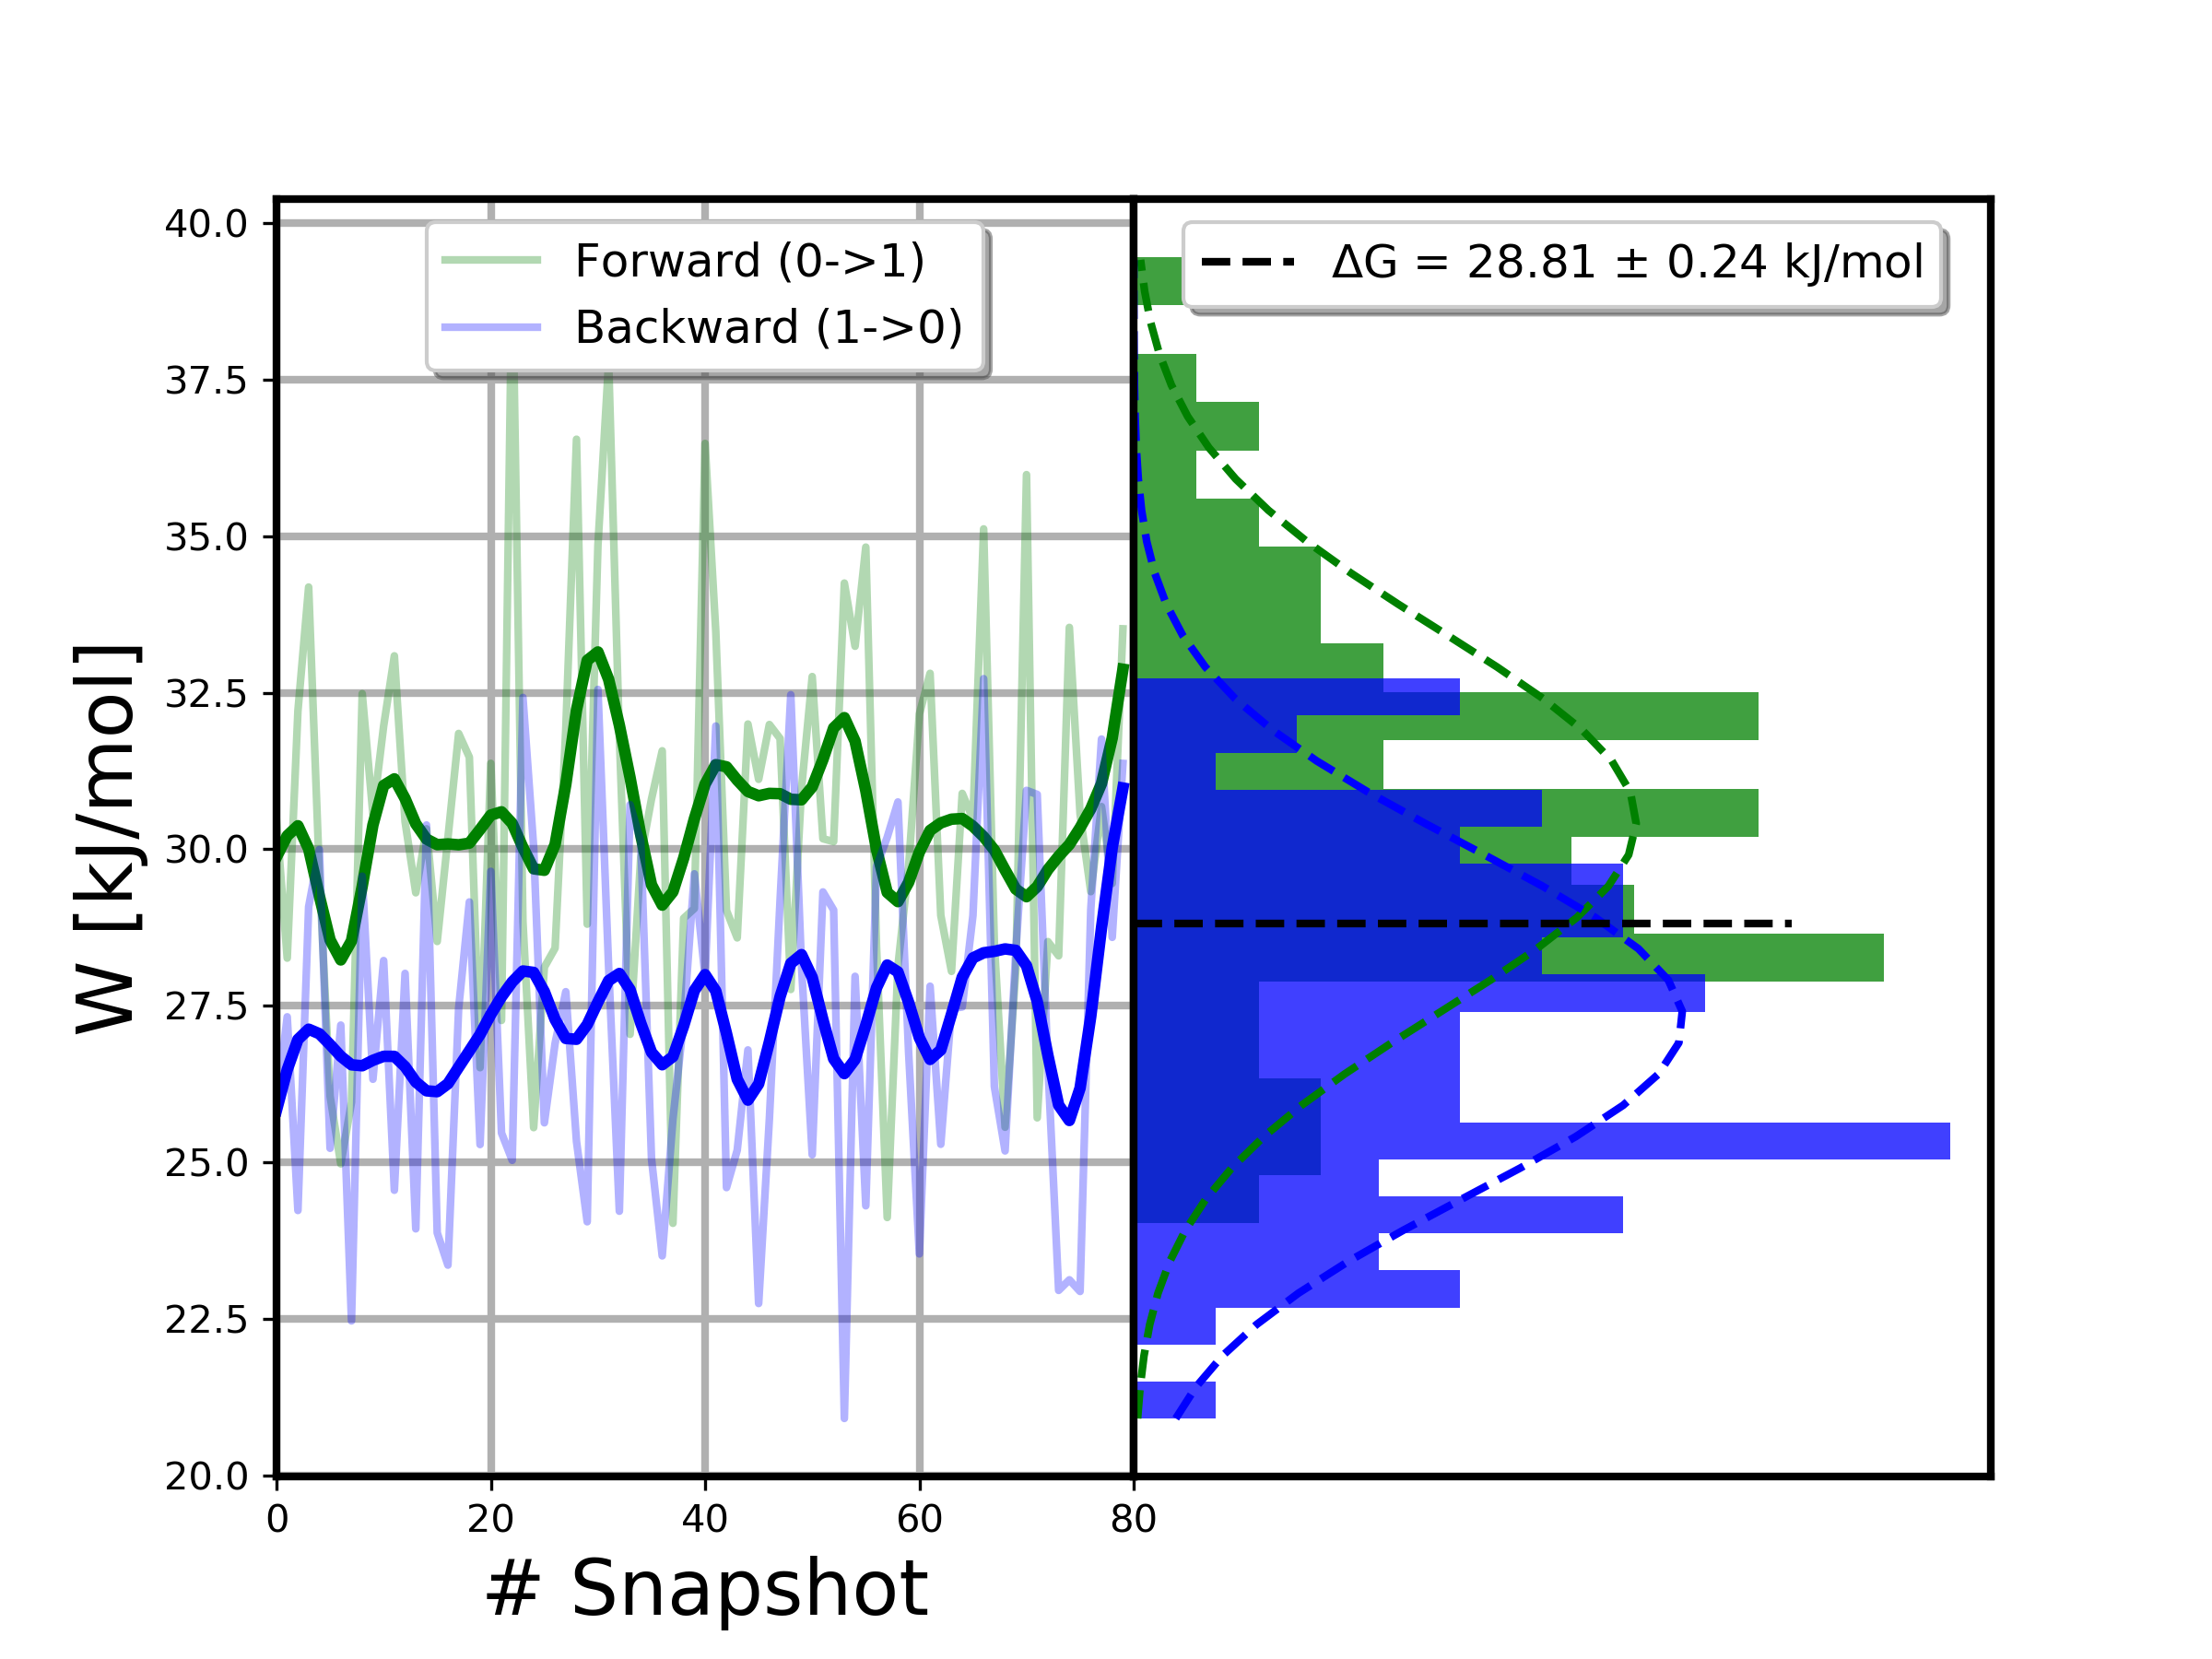 Forward (0->1)
Backward (1->0)
ΔG = 28.81 ± 0.24 kJ/mol
W [kJ/mol]
40.0
37.5
35.0
32.5
30.0
27.5
25.0
22.5
20.0
0 20 40 60 80
# Snapshot